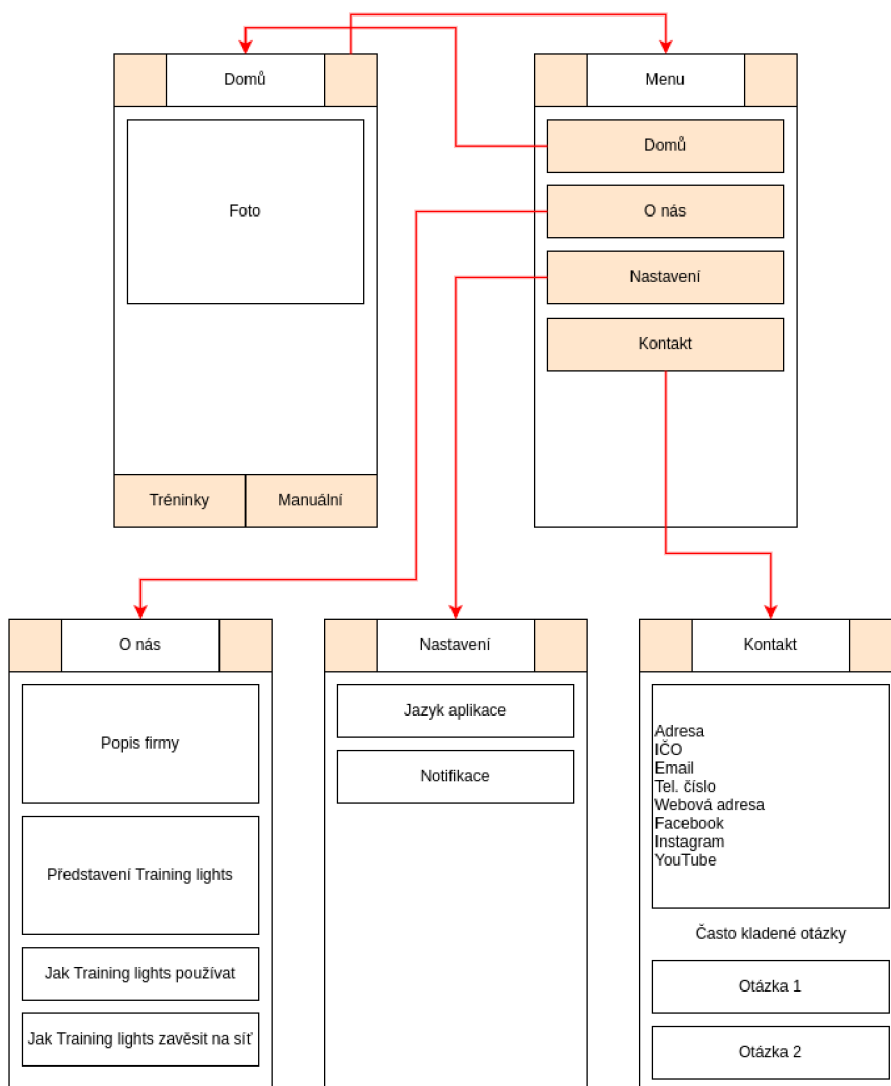 Domů
Foto
Tréninky
Manuální
Menu
Domů
O nás
Nastavení
Kontakt
O nás
Popis firmy
Představení Training lights
Jak Training lights používat
Jak Training lights zavěsit na síť
Nastavení
Jazyk aplikace
Notifikace
Kontakt
Adresa
IČO
Email
Tel. číslo
Webová adresa
Facebook
Instagram
YouTube
Často kladené otázky
Otázka 1
Otázka 2